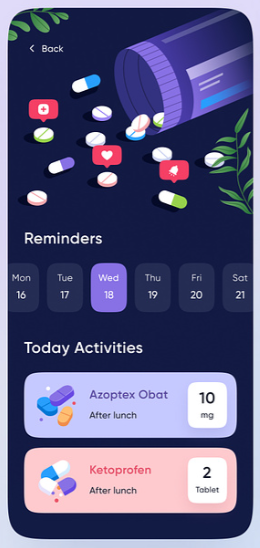 Back
Reminders
Mon Tue Wed Thu Fri Sat
16 17 18 19 20 21
Today Activities
Azoptex Obat
After lunch
10
mg
Ketoprofen
After lunch
2
Tablet